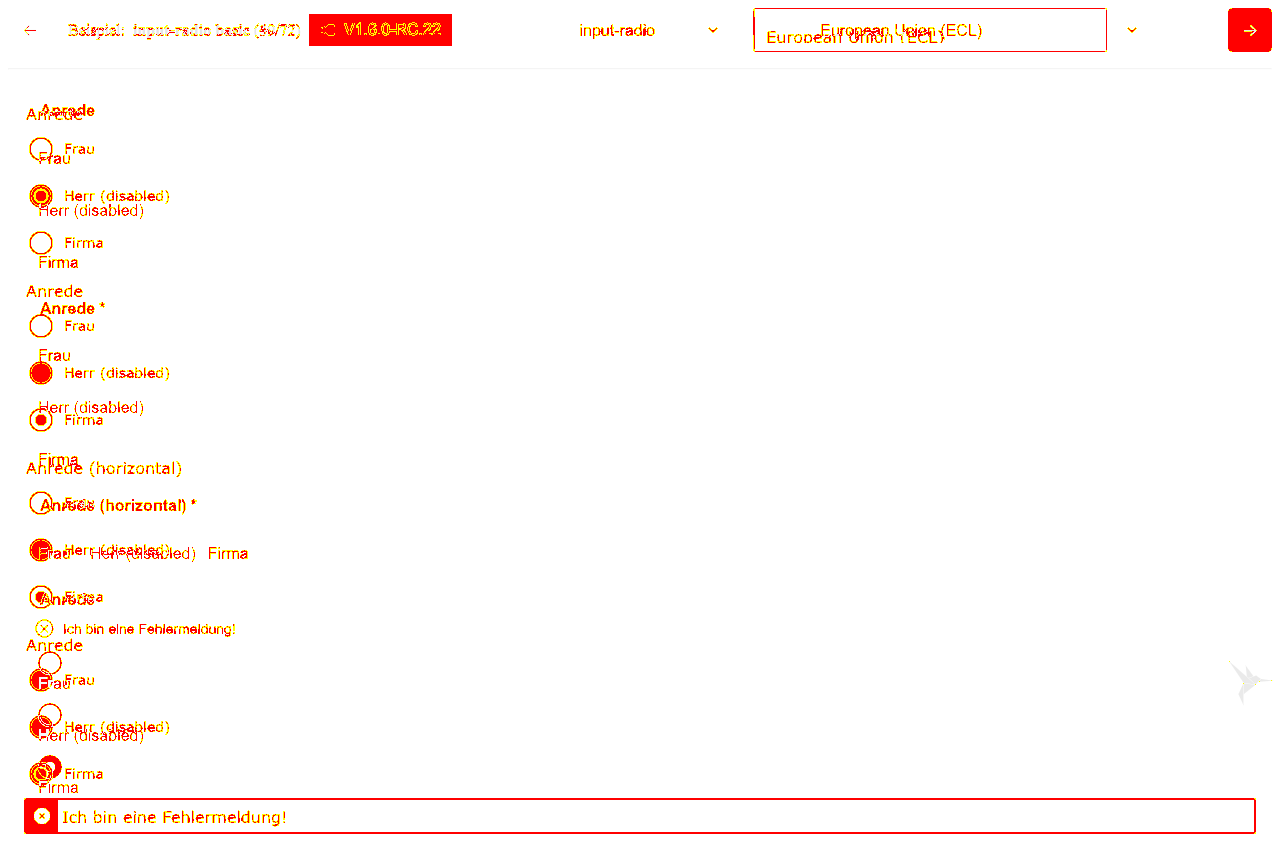 Beispiel: input-radio basic V1.6.0-RC.22 input-radio European Union (ECL)
European Union (ECL)
Anrede
Anrede
Frau
Frau
Herr (disabled)
Herr (disabled)
Firma
Firma
Anrede
Anrede *
Frau
Frau
Herr (disabled)
Herr (disabled)
Firma
Firma
Anrede (horizontal)
Frau
Anrede (horizontal) *
Herr (disabled)
Frau Herr (disabled) Firma
Firma
Anrede
Ich bin eine Fehlermeldung!
Anrede
Frau
Frau
Herr (disabled)
Herr (disabled)
Firma
Firma
Ich bin eine Fehlermeldung!